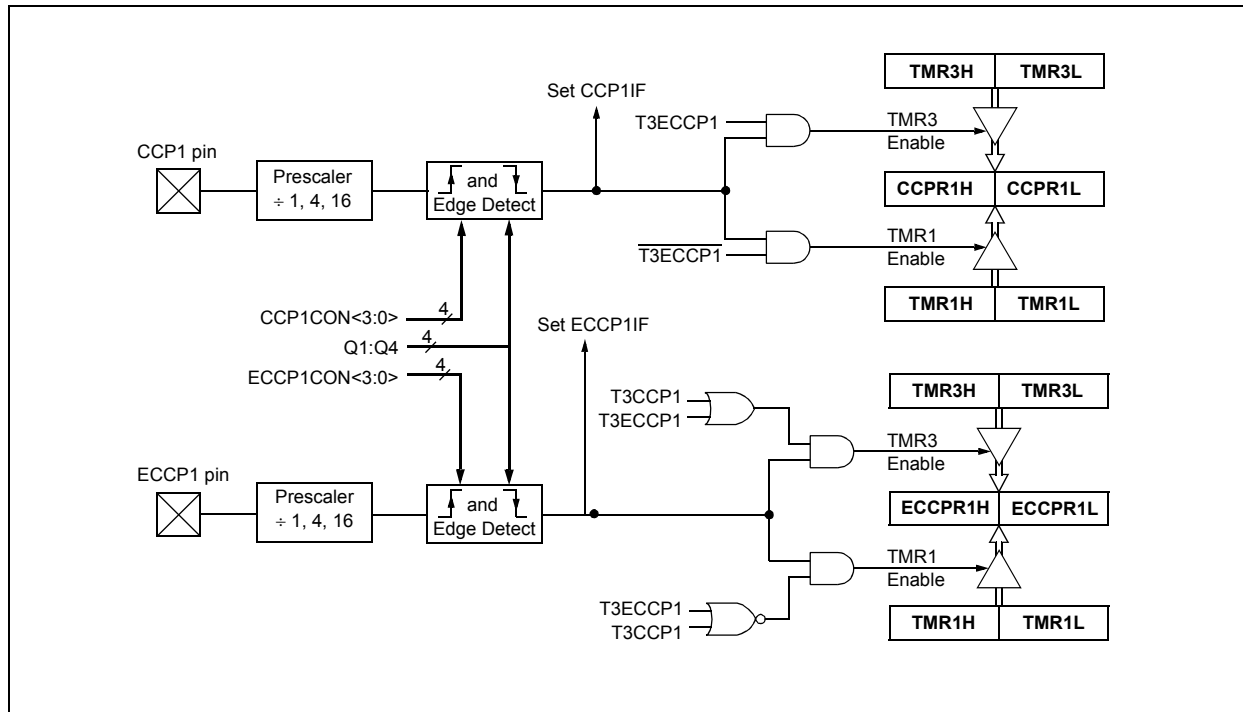 TMR3H TMR3L
Set CCP1IF
T3ECCP1
TMR3
Enable
CCP1 pin
Prescaler
÷ 1, 4, 16
and
Edge Detect
CCPR1H CCPR1L
TMR1
Enable
T3ECCP1
TMR1H TMR1L
CCP1CON<3:0> 4
Q1:Q4 4
ECCP1CON<3:0> 4
Set ECCP1IF
TMR3H TMR3L
T3CCP1
T3ECCP1
TMR3
Enable
ECCP1 pin
Prescaler
÷ 1, 4, 16
and
Edge Detect
ECCPR1H ECCPR1L
TMR1
Enable
T3ECCP1
T3CCP1
TMR1H TMR1L